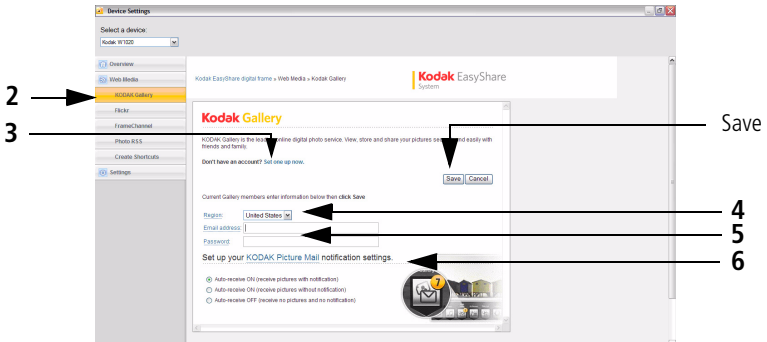 Device Settings
Select a device:
Kodak W1020
Overview
Web Media
2
KODAK Gallery
Kodak EasyShare digital frame » Web Media » Kodak Gallery
Kodak EasyShare
System
Flickr
FrameChannel
Photo RSS
Create Shortcuts
Settings
3
Kodak Gallery
KODAK Gallery is the leading online digital photo service. View, store and share your pictures securely and easily with
friends and family.
Don't have an account? Set one up now.
Save
Save Cancel
Current Gallery members enter information below then click Save
Region: United States
4
Email address:
5
Password:
Set up your KODAK Picture Mail notification settings.
6
Auto-receive ON (receive pictures with notification)
Auto-receive ON (receive pictures without notification)
Auto-receive OFF (receive no pictures and no notification)
7